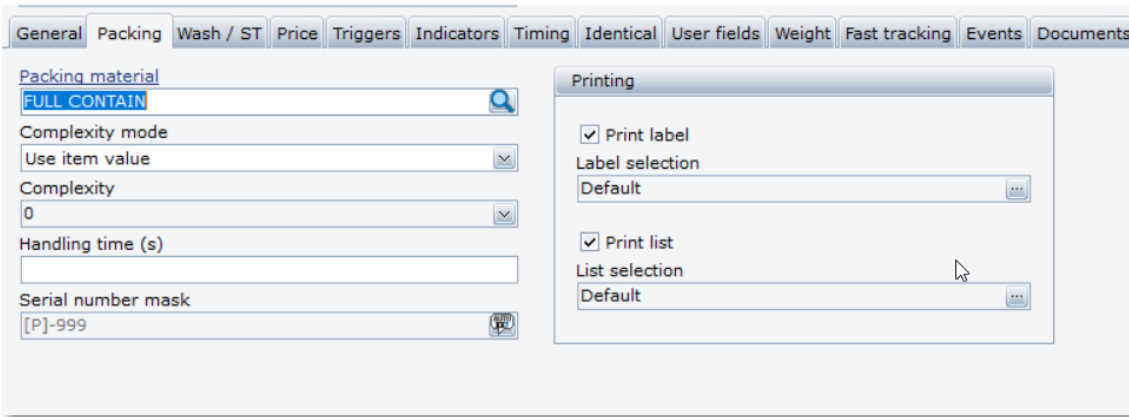 General Packing Wash / ST Price Triggers Indicators Timing Identical User fields Weight Fast tracking Events Documents
Packing material
FULL CONTAIN
Complexity mode
Use item value
Complexity
0
Handling time (s)
Serial number mask
[P]-999
AUTO
Printing
Print label
Label selection
Default
...
Print list
List selection
Default
...